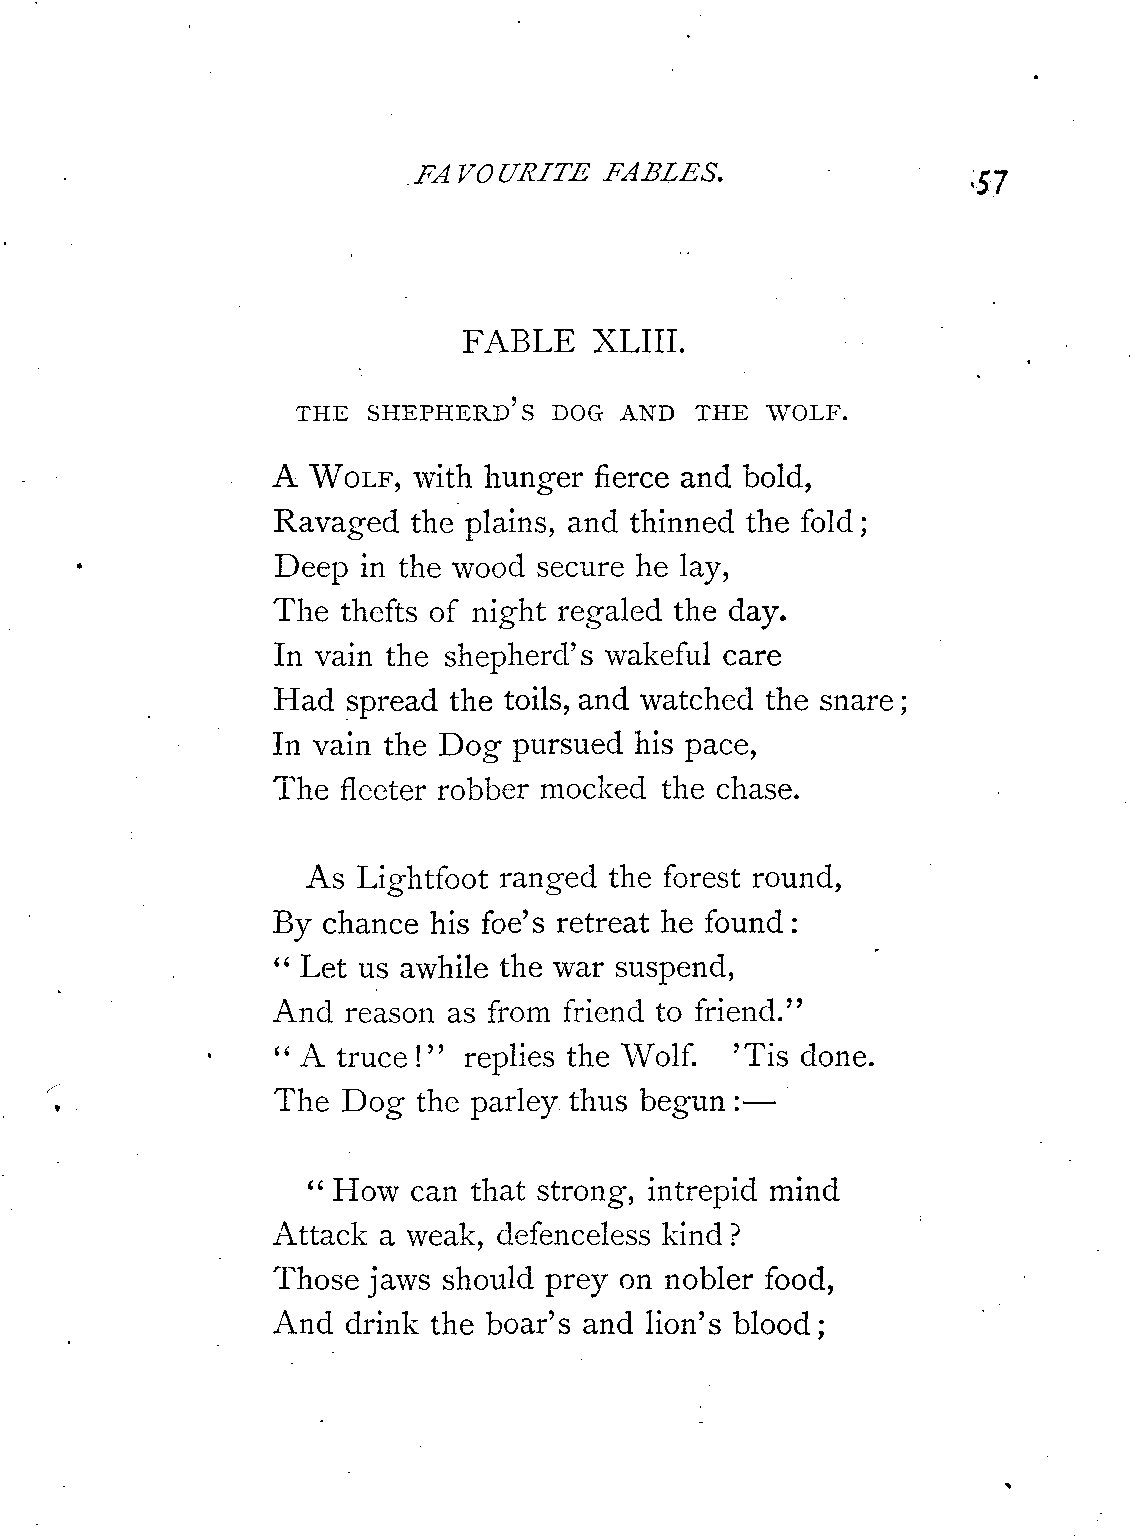 FAVOURITE FABLES. 57
FABLE XLIII.
THE SHEPHERD'S DOG AND THE WOLF.
A WOLF, with hunger fierce and bold,
Ravaged the plains, and thinned the fold;
Deep in the wood secure he lay,
The thefts of night regaled the day.
In vain the shepherd's wakeful care
Had spread the toils, and watched the snare;
In vain the Dog pursued his pace,
The fleeter robber mocked the chase.
As Lightfoot ranged the forest round,
By chance his foe's retreat he found:
"Let us awhile the war suspend,
And reason as from friend to friend."
"A truce!" replies the Wolf. 'Tis done.
The Dog the parley thus begun:—
"How can that strong, intrepid mind
Attack a weak, defenceless kind?
Those jaws should prey on nobler food,
And drink the boar's and lion's blood;